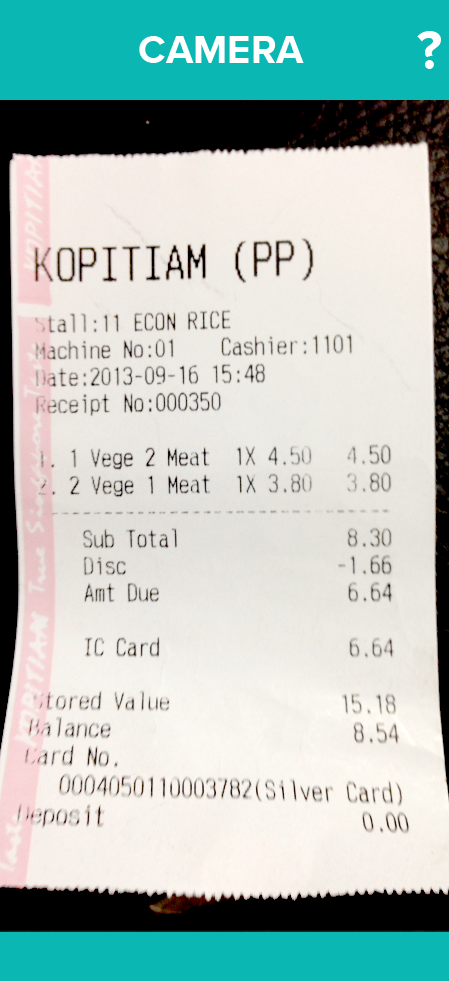 CAMERA ?
KOPITIAM (PP)
Stall:11 ECON RICE
Machine No:01 Cashier:1101
Date:2013-09-16 15:48
Receipt No:000350
1. 1 Vege 2 Meat 1X 4.50 4.50
2. 2 Vege 1 Meat 1X 3.80 3.80
Sub Total 8.30
Disc -1.66
Amt Due 6.64
IC Card 6.64
Stored Value 15.18
Balance 8.54
Card No.
0004050110003782(Silver Card)
Deposit 0.00
KOPITIAM
KOPITIAM True